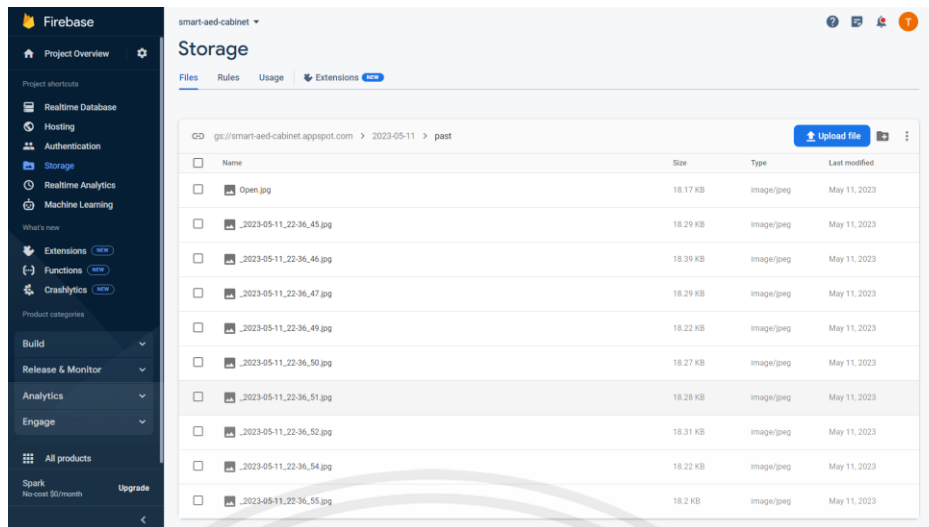 Firebase
Project Overview
Project shortcuts
Realtime Database
Hosting
Authentication
Storage
Realtime Analytics
Machine Learning
What's new
Extensions NEW
Functions NEW
Crashlytics NEW
Product categories
Build
Release & Monitor
Analytics
Engage
All products
Spark
No-cost $0/month
Upgrade
smart-aed-cabinet
T
Storage
Files Rules Usage Extensions NEW
gs://smart-aed-cabinet.appspot.com > 2023-05-11 > past Upload file
Name Size Type Last modified
Open.jpg 18.17 KB image/jpeg May 11, 2023
_2023-05-11_22-36_45.jpg 18.29 KB image/jpeg May 11, 2023
_2023-05-11_22-36_46.jpg 18.39 KB image/jpeg May 11, 2023
_2023-05-11_22-36_47.jpg 18.29 KB image/jpeg May 11, 2023
_2023-05-11_22-36_49.jpg 18.22 KB image/jpeg May 11, 2023
_2023-05-11_22-36_50.jpg 18.27 KB image/jpeg May 11, 2023
_2023-05-11_22-36_51.jpg 18.28 KB image/jpeg May 11, 2023
_2023-05-11_22-36_52.jpg 18.31 KB image/jpeg May 11, 2023
_2023-05-11_22-36_54.jpg 18.22 KB image/jpeg May 11, 2023
_2023-05-11_22-36_55.jpg 18.2 KB image/jpeg May 11, 2023